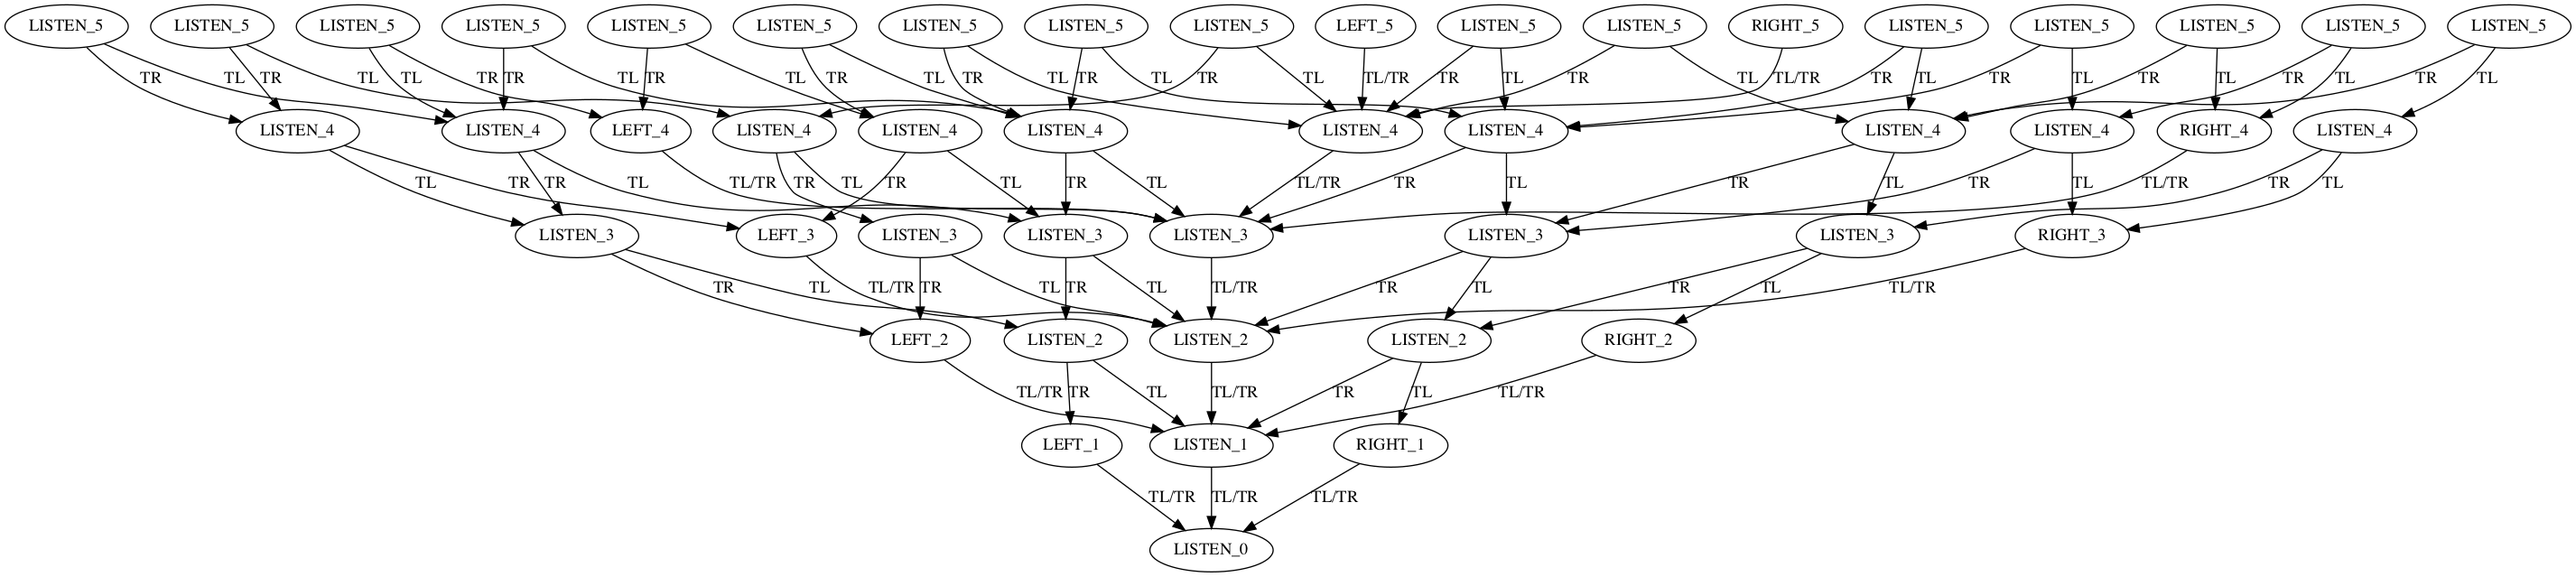 LISTEN_5 LISTEN_5 LISTEN_5 LISTEN_5 LISTEN_5 LISTEN_5 LISTEN_5 LISTEN_5 LISTEN_5 LEFT_5 LISTEN_5 LISTEN_5 RIGHT_5 LISTEN_5 LISTEN_5 LISTEN_5 LISTEN_5 LISTEN_5
TR TL TR TL TL TR TR TL TR TL TR TL TR TL TR TL TR TL TL/TR TR TL TR TL TL/TR TR TL TR TL TR TL TR TL TR TL
LISTEN_4 LISTEN_4 LEFT_4 LISTEN_4 LISTEN_4 LISTEN_4 LISTEN_4 LISTEN_4 LISTEN_4 LISTEN_4 RIGHT_4 LISTEN_4
TL TR TR TL TL/TR TR TL TR TL TR TL TL/TR TR TL TR TL TR TL TL/TR TR TL
LISTEN_3 LEFT_3 LISTEN_3 LISTEN_3 LISTEN_3 LISTEN_3 LISTEN_3 RIGHT_3
TR TL TL/TR TR TL TR TL TL/TR TR TL TR TL TL/TR
LEFT_2 LISTEN_2 LISTEN_2 LISTEN_2 RIGHT_2
TL/TR TR TL TL/TR TR TL TL/TR
LEFT_1 LISTEN_1 RIGHT_1
TL/TR TL/TR TL/TR
LISTEN_0